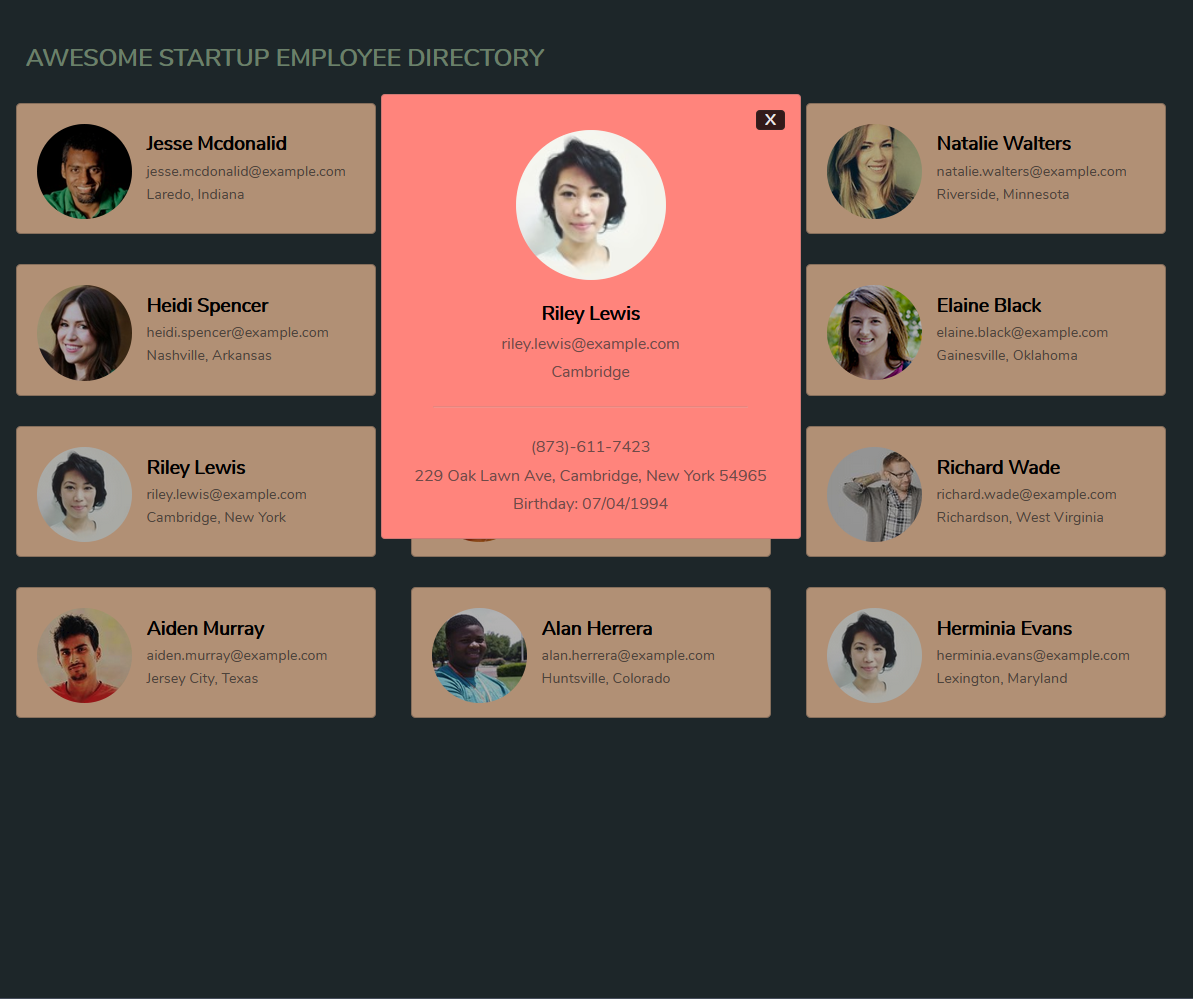 AWESOME STARTUP EMPLOYEE DIRECTORY
Jesse Mcdonalid
jesse.mcdonalid@example.com
Laredo, Indiana
X
Riley Lewis
riley.lewis@example.com
Cambridge
(873)-611-7423
229 Oak Lawn Ave, Cambridge, New York 54965
Birthday: 07/04/1994
Natalie Walters
natalie.walters@example.com
Riverside, Minnesota
Heidi Spencer
heidi.spencer@example.com
Nashville, Arkansas
Elaine Black
elaine.black@example.com
Gainesville, Oklahoma
Riley Lewis
riley.lewis@example.com
Cambridge, New York
Richard Wade
richard.wade@example.com
Richardson, West Virginia
Aiden Murray
aiden.murray@example.com
Jersey City, Texas
Alan Herrera
alan.herrera@example.com
Huntsville, Colorado
Herminia Evans
herminia.evans@example.com
Lexington, Maryland